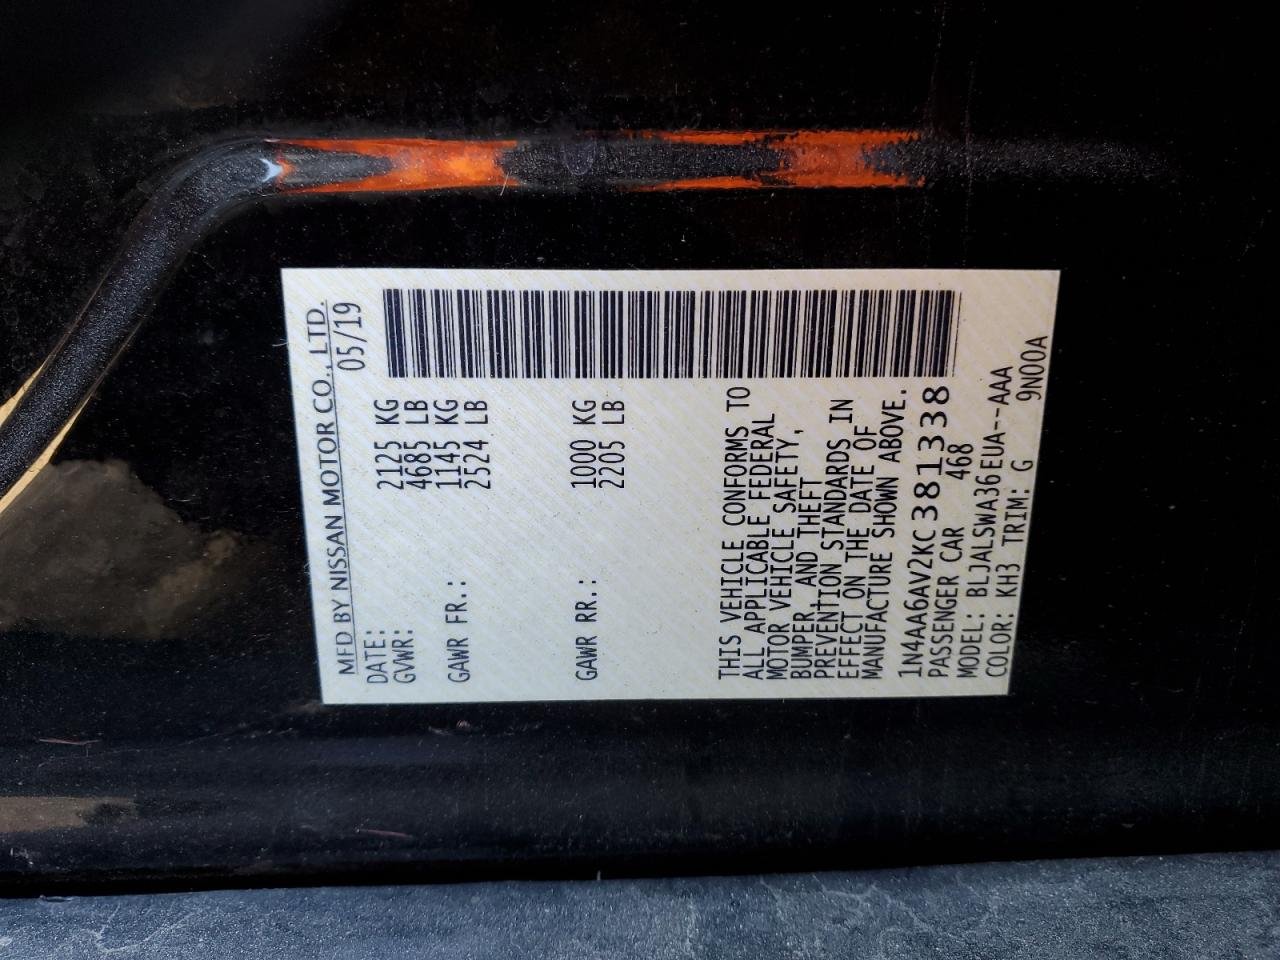 MFD BY NISSAN MOTOR CO., LTD.
DATE: 05/19
GVWR: 2125 KG
4685 LB
GAWR FR.: 1145 KG
2524 LB
GAWR RR.: 1000 KG
2205 LB
THIS VEHICLE CONFORMS TO
ALL APPLICABLE FEDERAL
MOTOR VEHICLE SAFETY,
BUMPER, AND THEFT
PREVENTION STANDARDS IN
EFFECT ON THE DATE OF
MANUFACTURE SHOWN ABOVE.
1N4AA6AV2KC381338
PASSENGER CAR 468
MODEL: BLJALSWA36EUA--AAA
COLOR: KH3 TRIM: G 9N00A